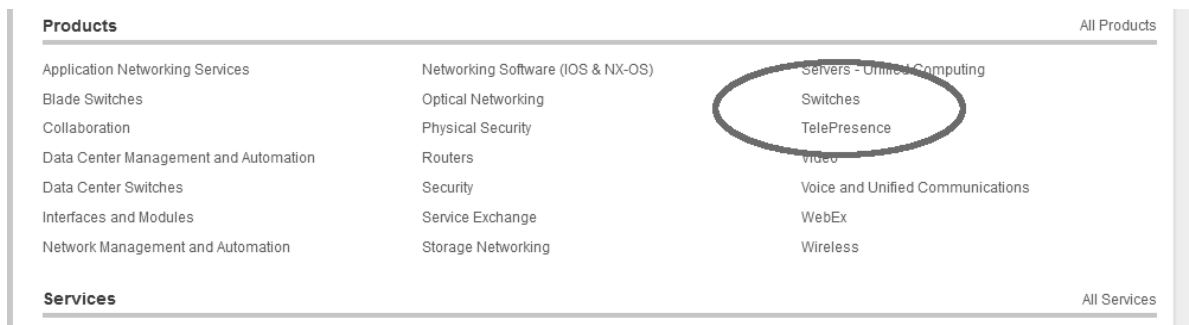 Products All Products
Application Networking Services Networking Software (IOS & NX-OS) Servers - Unified Computing
Blade Switches Optical Networking Switches
Collaboration Physical Security TelePresence
Data Center Management and Automation Routers Video
Data Center Switches Security Voice and Unified Communications
Interfaces and Modules Service Exchange WebEx
Network Management and Automation Storage Networking Wireless
Services All Services